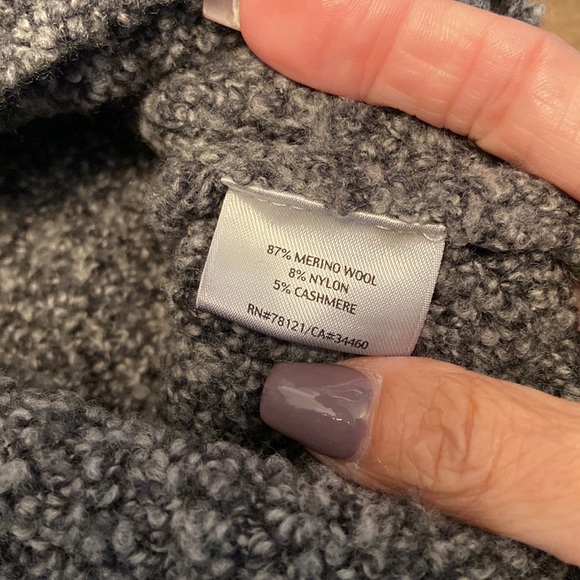 87% MERINO WOOL
8% NYLON
5% CASHMERE
RN#78121/CA#34460